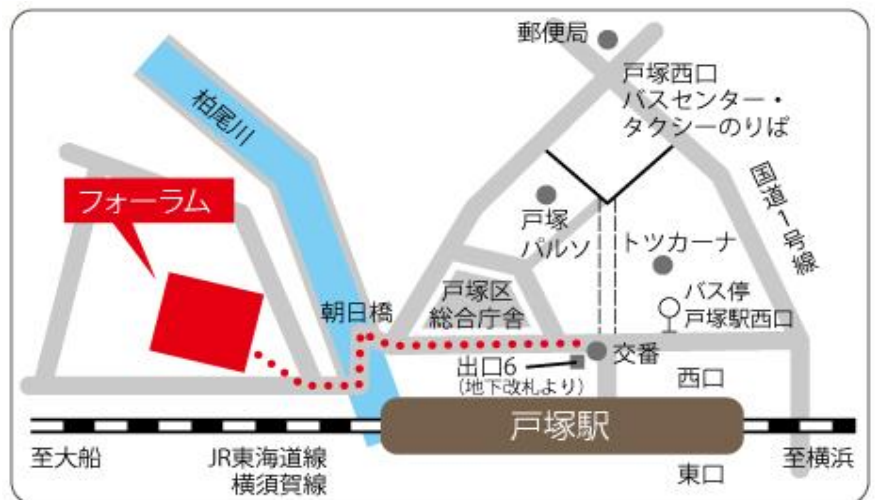 郵便局
戸塚西口
バスセンター・
タクシーのりば
柏尾川
国道1号線
フォーラム
戸塚
パルソ
トツカーナ
戸塚区
総合庁舎
バス停
戸塚駅西口
朝日橋
交番
出口6
（地下改札より）
西口
戸塚駅
至大船
JR東海道線
横須賀線
東口
至横浜